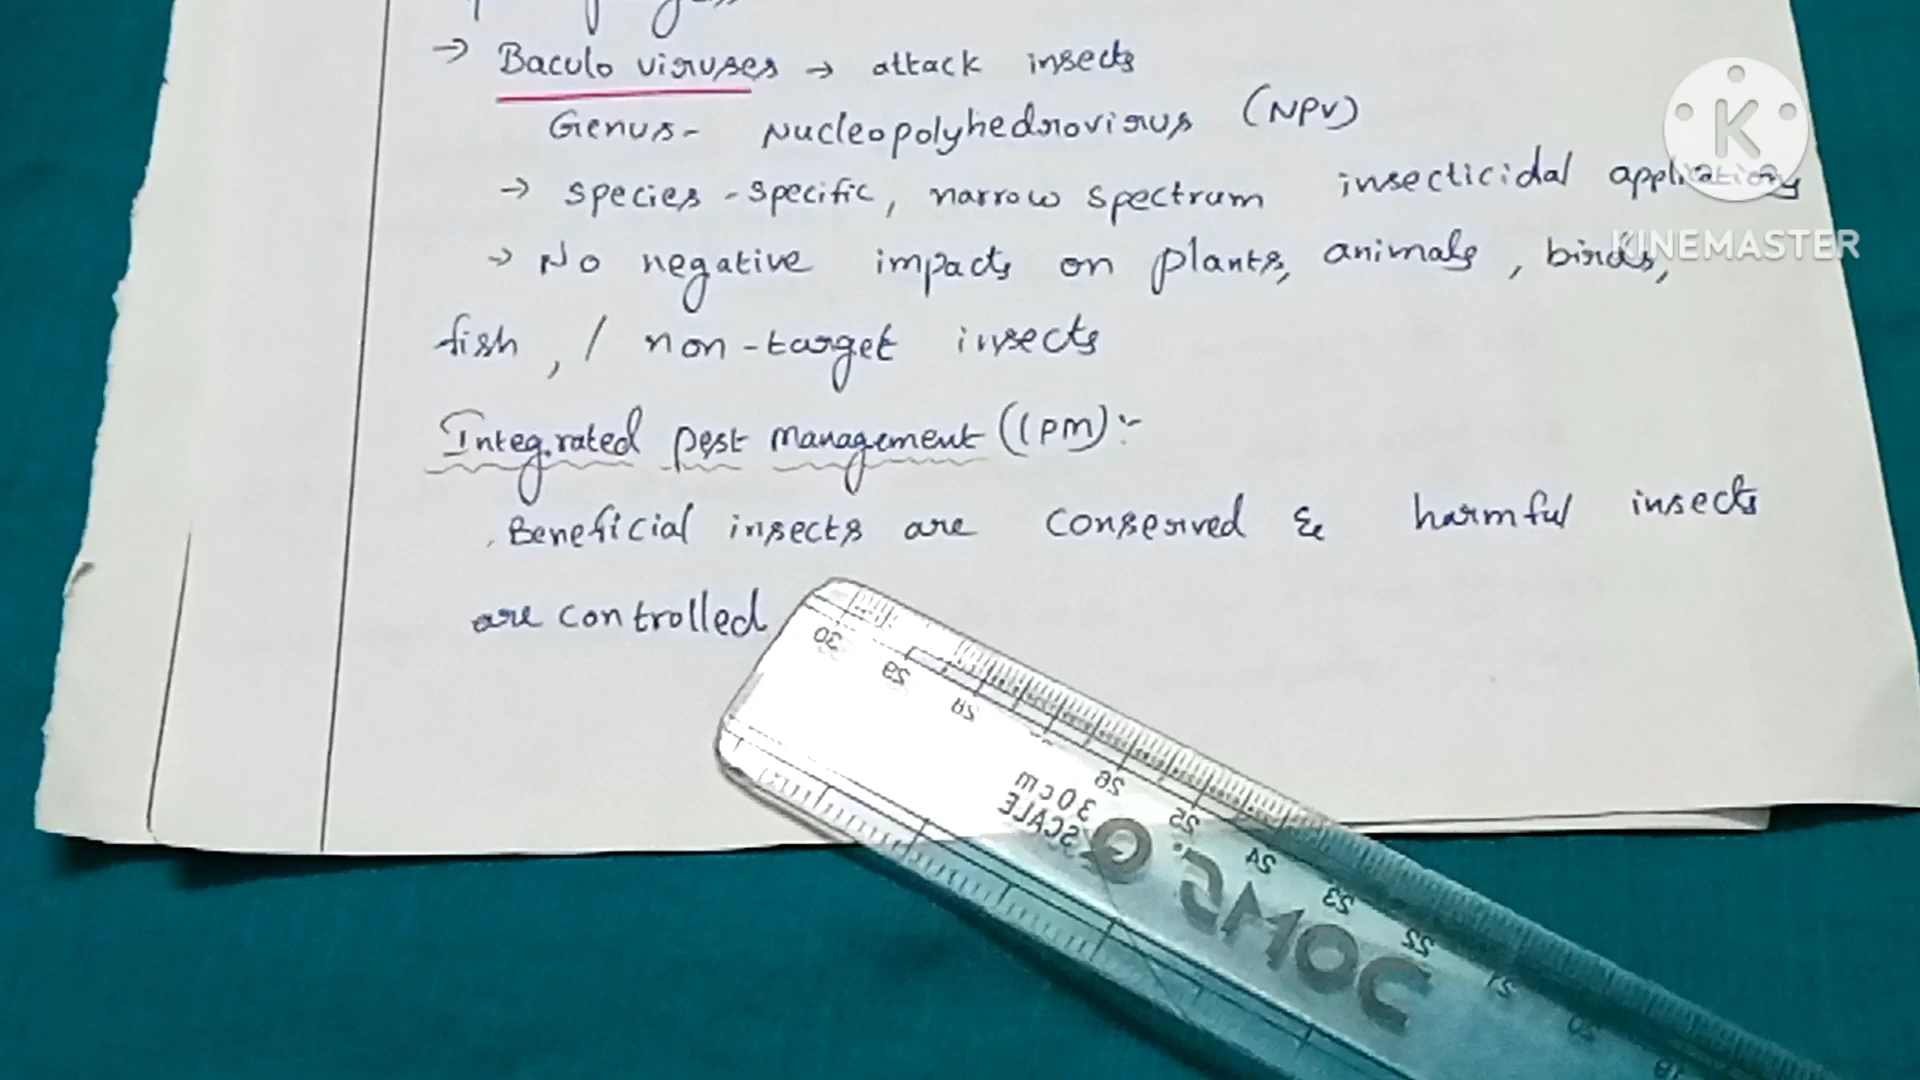 → Baculo viruses → attack insects
Genus- Nucleopolyhedrovirus (NPV)
→ species-specific, narrow spectrum insecticidal applications
→ No negative impacts on plants, animals, birds,
fish, / non-target insects
Integrated pest management (IPM):-
Beneficial insects are conserved & harmful insects
are controlled
K
KINEMASTER
30 29 28 26 25 24 23 22 21 20
30cm
SCALE
DOMS